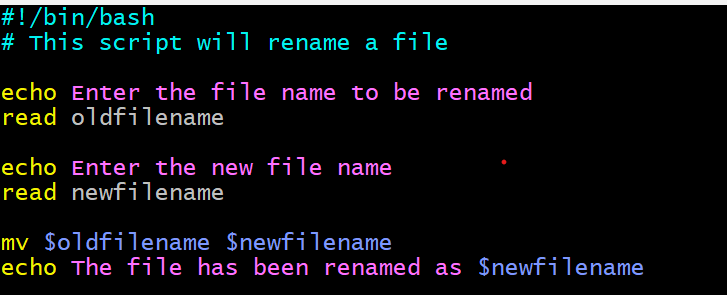 #!/bin/bash
# This script will rename a file
echo Enter the file name to be renamed
read oldfilename
echo Enter the new file name
read newfilename
mv $oldfilename $newfilename
echo The file has been renamed as $newfilename